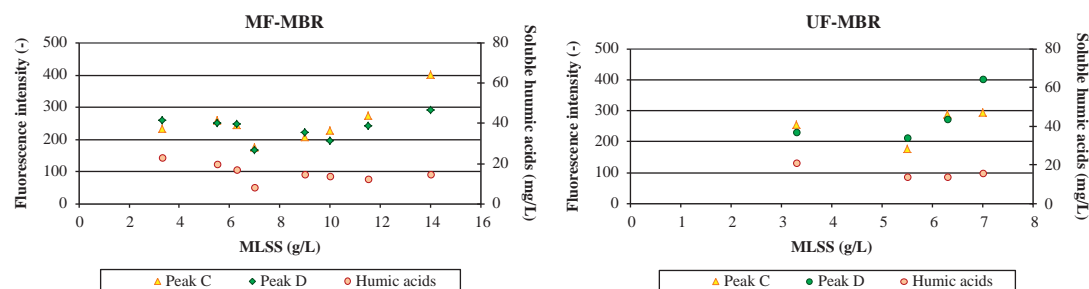 MF-MBR
Fluorescence intensity (-)
500
400
300
200
100
0
80
60
40
20
0
Soluble huumic acids (mg/L)
0 2 4 6 8 10 12 14 16
MLSS (g/L)
Peak C Peak D Humic acids
UF-MBR
Fluorescence intensity (-)
500
400
300
200
100
0
80
60
40
20
0
Soluble humic acids (mg/L)
0 1 2 3 4 5 6 7 8
MLSS (g/L)
Peak C Peak D Humic acids